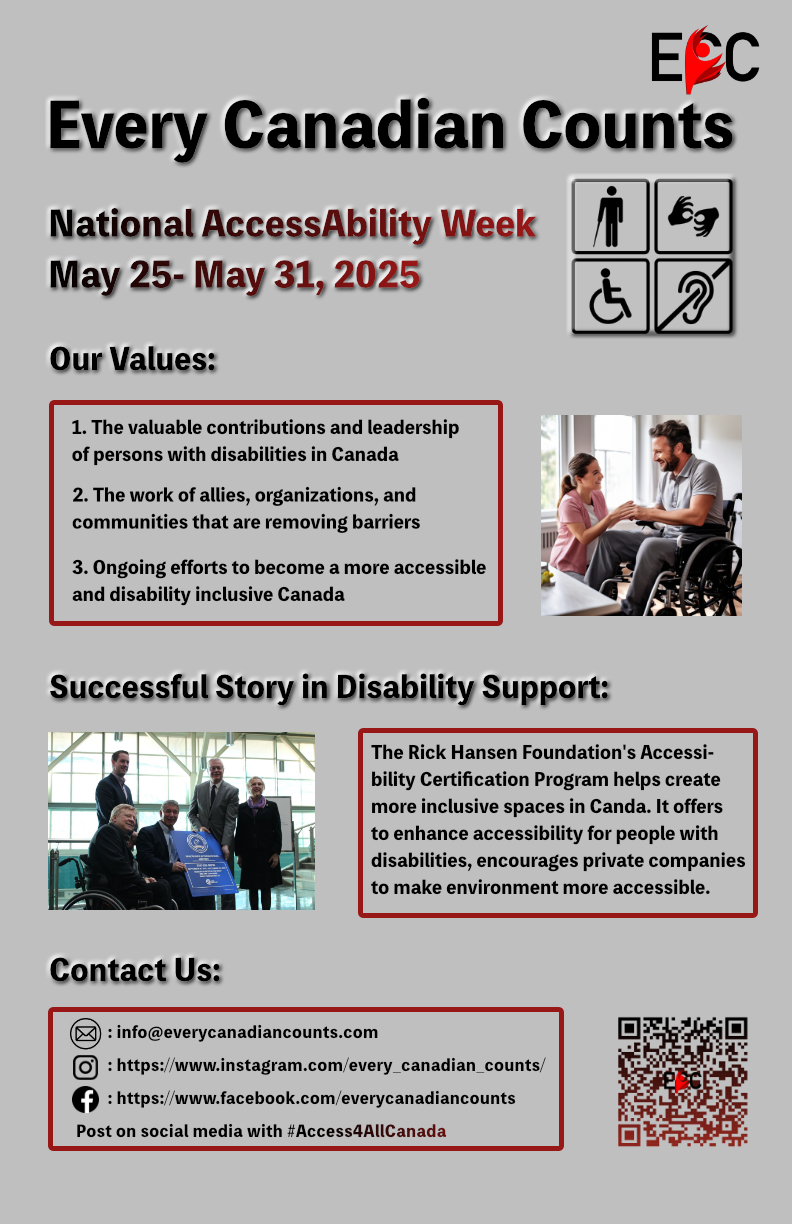 ECC
Every Canadian Counts
National AccessAbility Week
May 25- May 31, 2025
Our Values:
1. The valuable contributions and leadership
of persons with disabilities in Canada
2. The work of allies, organizations, and
communities that are removing barriers
3. Ongoing efforts to become a more accessible
and disability inclusive Canada
Successful Story in Disability Support:
The Rick Hansen Foundation's Accessi-
bility Certification Program helps create
more inclusive spaces in Canda. It offers
to enhance accessibility for people with
disabilities, encourages private companies
to make environment more accessible.
Contact Us:
: info@everycanadiancounts.com
: https://www.instagram.com/every_canadian_counts/
: https://www.facebook.com/everycanadiancounts
Post on social media with #Access4AllCanada
ECC